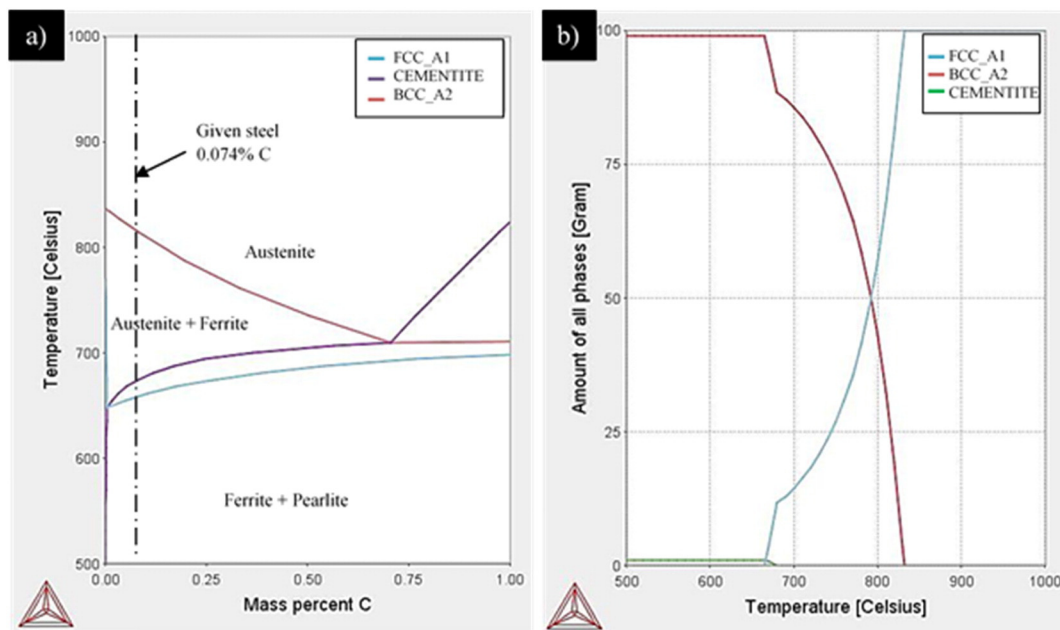 a)
1000
900
800
700
600
500
Temperature [Celsius]
FCC_A1
CEMENTITE
BCC_A2
Given steel
0.074% C
Austenite
Austenite + Ferrite
Ferrite + Pearlite
0.00
0.25
0.50
0.75
1.00
Mass percent C
b)
100
75
50
25
0
Amount of all phases [Gram]
FCC_A1
BCC_A2
CEMENTITE
500
600
700
800
900
1000
Temperature [Celsius]